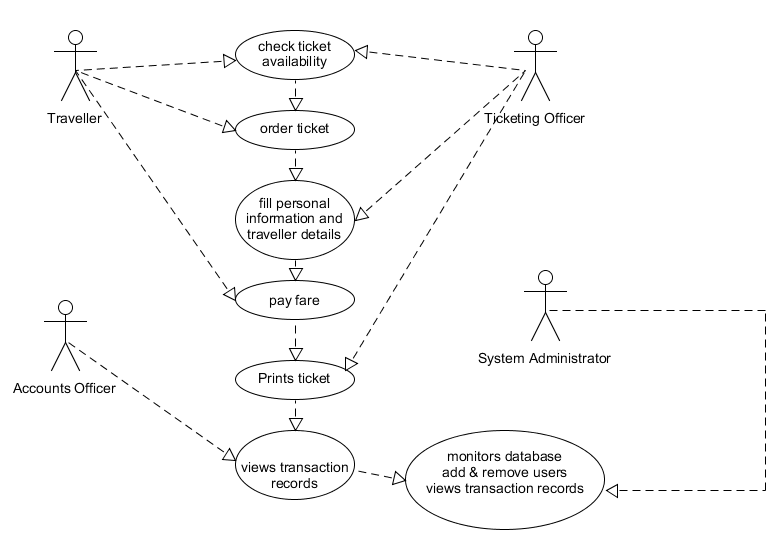 check ticket
availability
Traveller
Ticketing Officer
order ticket
fill personal
information and
traveller details
pay fare
System Administrator
Accounts Officer
Prints ticket
views transaction
records
monitors database
add & remove users
views transaction records